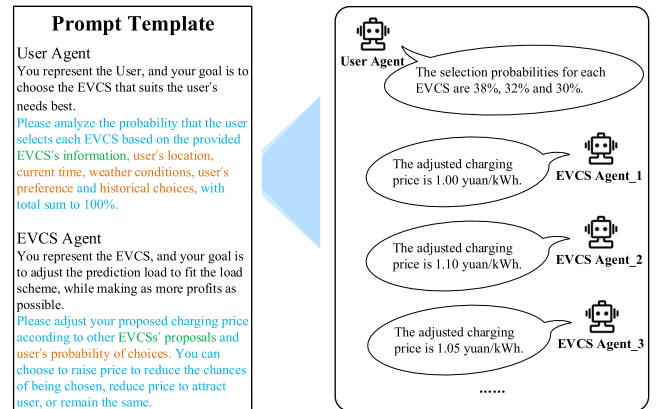 Prompt Template
User Agent
You represent the User, and your goal is to
choose the EVCS that suits the user's
needs best.
Please analyze the probability that the user
selects each EVCS based on the provided
EVCS's information, user's location,
current time, weather conditions, user's
preference and historical choices, with
total sum to 100%.
EVCS Agent
You represent the EVCS, and your goal is
to adjust the prediction load to fit the load
scheme, while making as more profits as
possible.
Please adjust your proposed charging price
according to other EVCSs' proposals and
user's probability of choices. You can
choose to raise price to reduce the chances
of being chosen, reduce price to attract
user, or remain the same.
User Agent
The selection probabilities for each
EVCS are 38%, 32% and 30%.
The adjusted charging
price is 1.00 yuan/kWh.
EVCS Agent_1
The adjusted charging
price is 1.10 yuan/kWh.
EVCS Agent_2
The adjusted charging
price is 1.05 yuan/kWh.
EVCS Agent_3
......